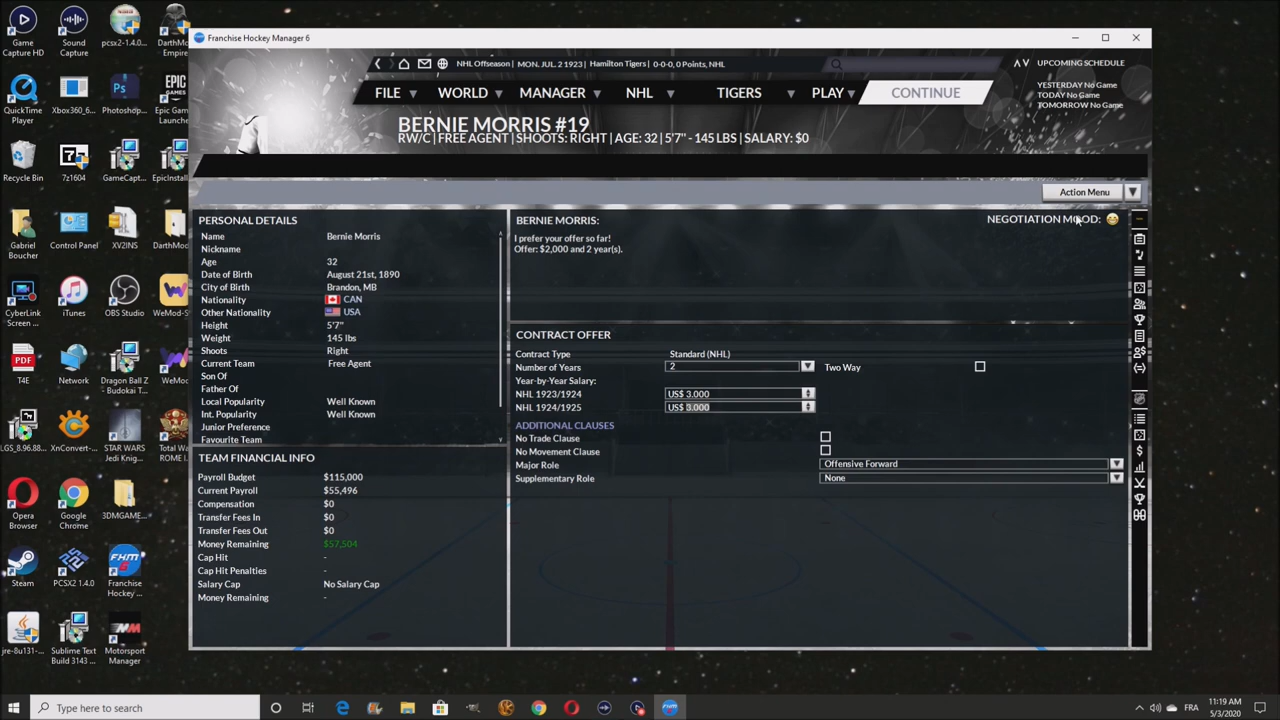 Game Capture HD
Sound Capture
pcsx2-1.4.0...
DarthMod Empire
QuickTime Player
Xbox360_6...
Photoshop...
Epic Games Launcher
Recycle Bin
7z1604
GameCapt...
EpicInstall...
Gabriel Boucher
Control Panel
XV2INS
DarthMod...
CyberLink Screen ...
iTunes
OBS Studio
WeMod-S...
T4E
Network
Dragon Ball Z - Budokai T...
WeMod
LGS_8.96.88...
XnConvert-...
STAR WARS Jedi Knig...
Total War ROME I...
Opera Browser
Google Chrome
3DMGAME...
Steam
PCSX2 1.4.0
Franchise Hockey ...
jre-8u131-...
Sublime Text Build 3143 ...
Motorsport Manager
Franchise Hockey Manager 6
NHL Offseason | MON. JUL. 2 1923 | Hamilton Tigers | 0-0-0, 0 Points, NHL
UPCOMING SCHEDULE
YESTERDAY No Game
TODAY No Game
TOMORROW No Game
FILE WORLD MANAGER NHL TIGERS PLAY CONTINUE
BERNIE MORRIS #19
RW/C | FREE AGENT | SHOOTS: RIGHT | AGE: 32 | 5'7" - 145 LBS | SALARY: $0
Action Menu
PERSONAL DETAILS
Name Bernie Morris
Nickname
Age 32
Date of Birth August 21st, 1890
City of Birth Brandon, MB
Nationality CAN
Other Nationality USA
Height 5'7"
Weight 145 lbs
Shoots Right
Current Team Free Agent
Son Of
Father Of
Local Popularity Well Known
Int. Popularity Well Known
Junior Preference
Favourite Team
TEAM FINANCIAL INFO
Payroll Budget $115,000
Current Payroll $55,496
Compensation $0
Transfer Fees In $0
Transfer Fees Out $0
Money Remaining $57,504
Cap Hit -
Cap Hit Penalties -
Salary Cap No Salary Cap
Money Remaining -
BERNIE MORRIS:
NEGOTIATION MOOD:
I prefer your offer so far!
Offer: $2,000 and 2 year(s).
CONTRACT OFFER
Contract Type Standard (NHL)
Number of Years 2 Two Way
Year-by-Year Salary:
NHL 1923/1924 US$ 3.000
NHL 1924/1925 US$ 3.000
ADDITIONAL CLAUSES
No Trade Clause
No Movement Clause
Major Role Offensive Forward
Supplementary Role None
Type here to search
FRA
11:19 AM
5/3/2020